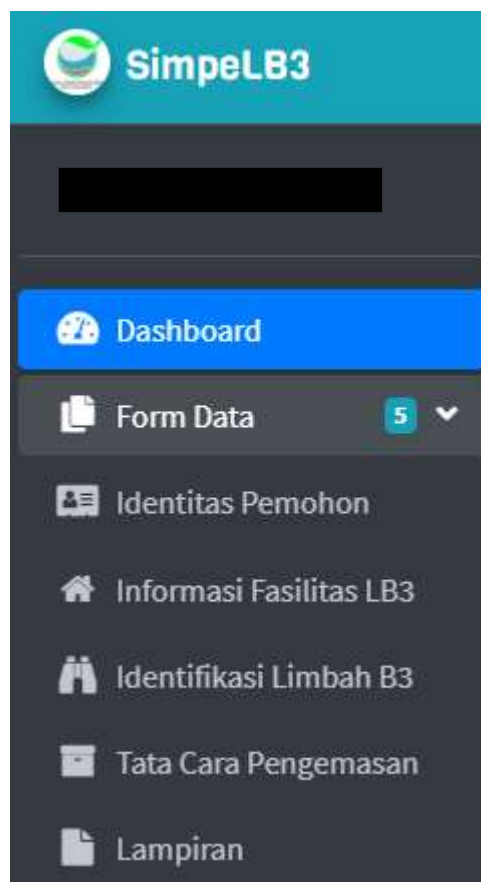 SimpeLB3
Dashboard
Form Data 5
Identitas Pemohon
Informasi Fasilitas LB3
Identifikasi Limbah B3
Tata Cara Pengemasan
Lampiran